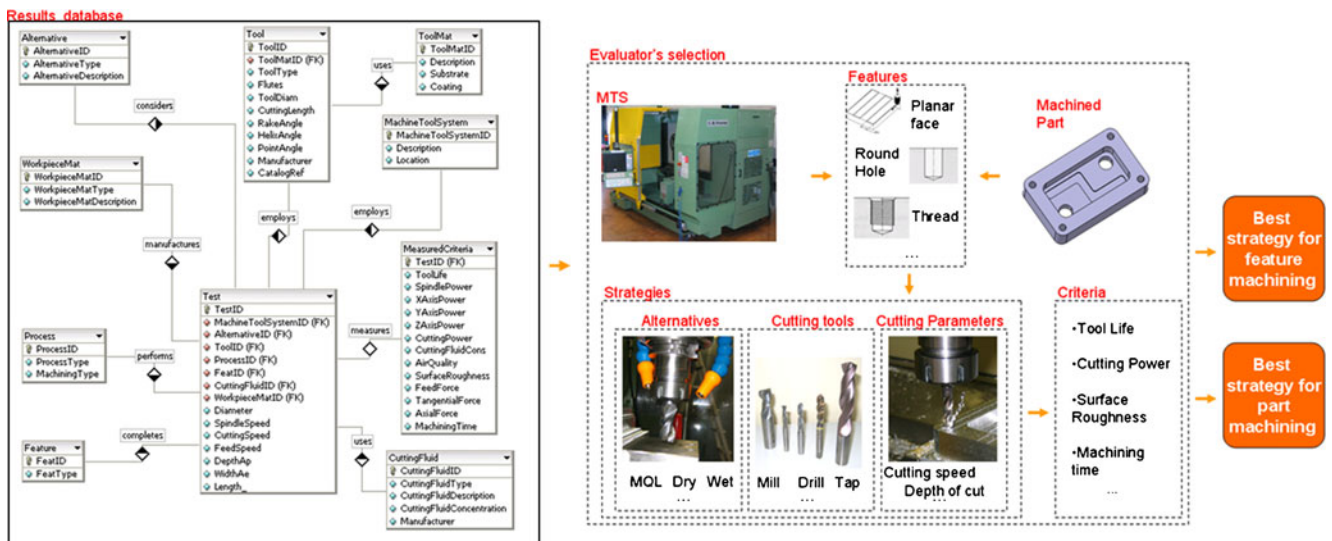 Results database
Alternative
AlternativeID
AlternativeType
AlternativeDescription
considers
WorkpieceMat
WorkpieceMatID
WorkpieceMatType
WorkpieceMatDescription
manufactures
Process
ProcessID
ProcessType
MachiningType
performs
Feature
FeatID
FeatType
completes
Tool
ToolID
ToolMatID (FK)
ToolType
Flutes
ToolDiam
CuttingLength
RakeAngle
HelixAngle
PointAngle
Manufacturer
CatalogRef
uses
ToolMat
ToolMatID
Description
Substrate
Coating
MachineToolSystem
MachineToolSystemID
Description
Location
employs
employs
Test
TestID
MachineToolSystemID (FK)
AlternativeID (FK)
ToolID (FK)
ProcessID (FK)
FeatID (FK)
CuttingFluidID (FK)
WorkpieceMatID (FK)
Diameter
SpindleSpeed
CuttingSpeed
FeedSpeed
DepthAp
WidthAe
Length_
measures
MeasuredCriteria
TestID (FK)
ToolLife
SpindlePower
XAxisPower
YAxisPower
ZAxisPower
CuttingPower
CuttingFluidCons
AirQuality
SurfaceRoughness
FeedForce
TangentialForce
AxialForce
MachiningTime
uses
CuttingFluid
CuttingFluidID
CuttingFluidType
CuttingFluidDescription
CuttingFluidConcentration
Manufacturer
Evaluator's selection
MTS
Features
Planar
face
Round
Hole
Thread
...
Machined
Part
Strategies
Alternatives
MQL Dry Wet
...
Cutting tools
Mill Drill Tap
...
Cutting Parameters
Cutting speed
Depth of cut
...
Criteria
•Tool Life
•Cutting Power
•Surface
Roughness
•Machining
time
...
Best
strategy for
feature
machining
Best
strategy for
part
machining